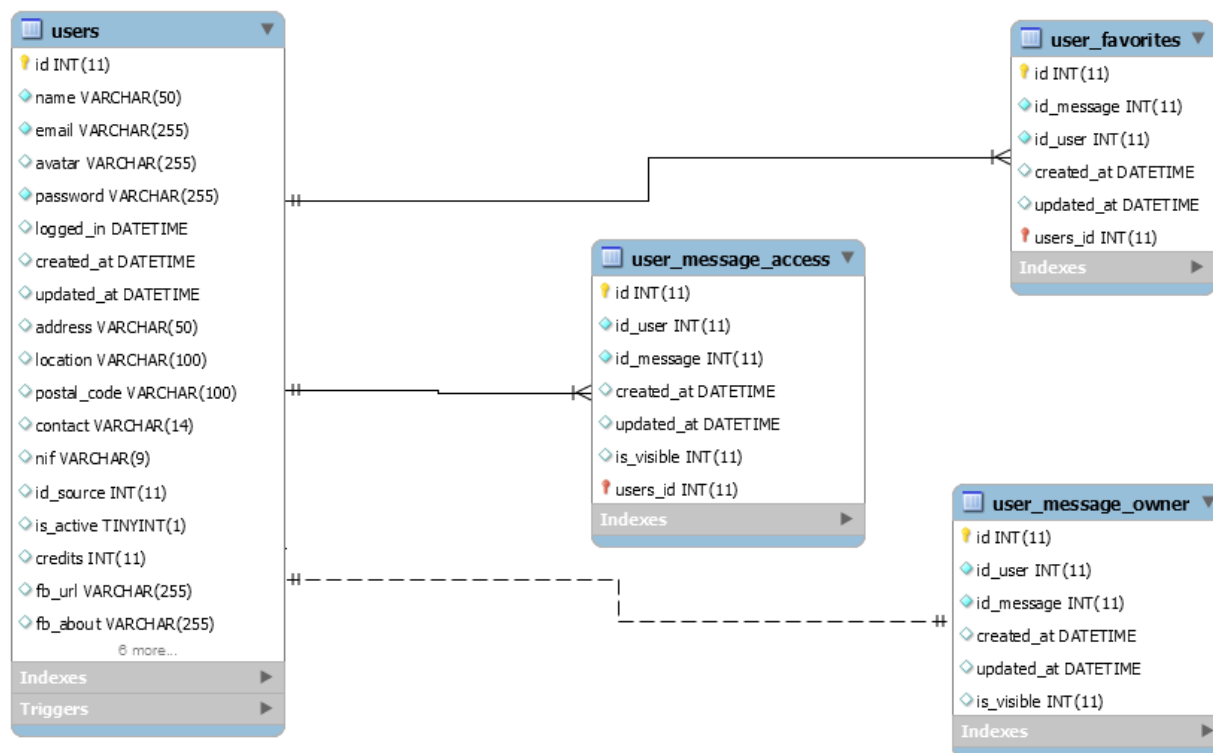 users
id INT(11)
name VARCHAR(50)
email VARCHAR(255)
avatar VARCHAR(255)
password VARCHAR(255)
logged_in DATETIME
created_at DATETIME
updated_at DATETIME
address VARCHAR(50)
location VARCHAR(100)
postal_code VARCHAR(100)
contact VARCHAR(14)
nif VARCHAR(9)
id_source INT(11)
is_active TINYINT(1)
credits INT(11)
fb_url VARCHAR(255)
fb_about VARCHAR(255)
6 more...
Indexes
Triggers
user_message_access
id INT(11)
id_user INT(11)
id_message INT(11)
created_at DATETIME
updated_at DATETIME
is_visible INT(11)
users_id INT(11)
Indexes
user_favorites
id INT(11)
id_message INT(11)
id_user INT(11)
created_at DATETIME
updated_at DATETIME
users_id INT(11)
Indexes
user_message_owner
id INT(11)
id_user INT(11)
id_message INT(11)
created_at DATETIME
updated_at DATETIME
is_visible INT(11)
Indexes